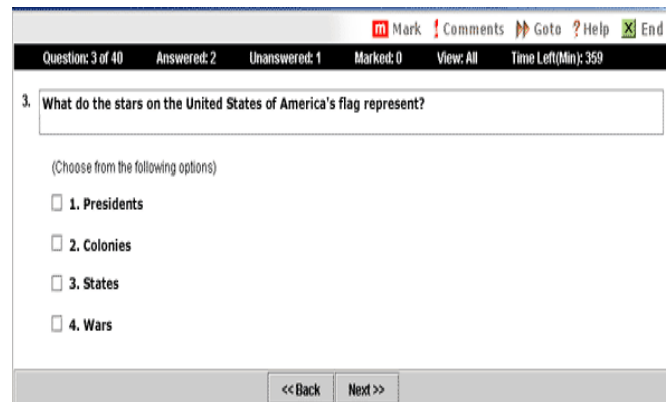 m Mark ! Comments Goto ? Help X End
Question: 3 of 40 Answered: 2 Unanswered: 1 Marked: 0 View: All Time Left(Min): 359
3. What do the stars on the United States of America's flag represent?
(Choose from the following options)
1. Presidents
2. Colonies
3. States
4. Wars
<< Back Next >>